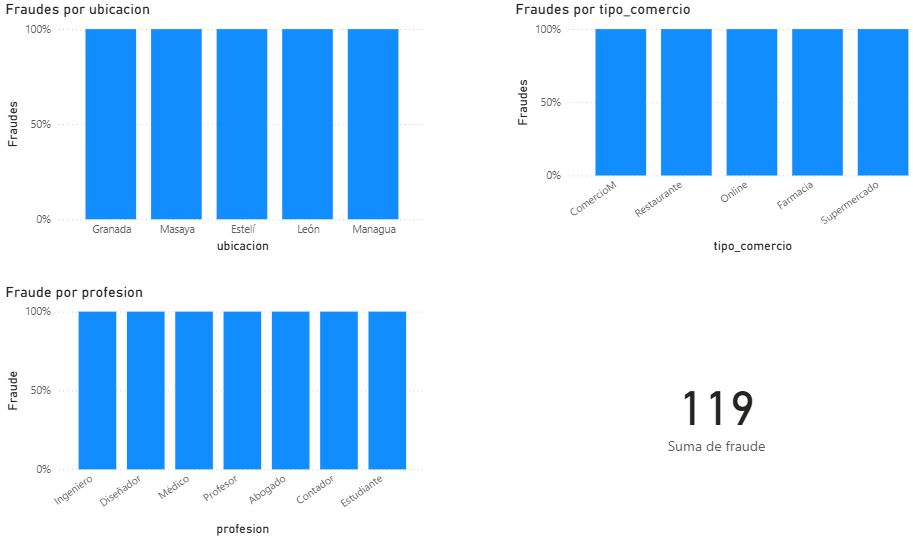 Fraudes por ubicacion
100%
50%
0%
Fraudes
Granada Masaya Estelí León Managua
ubicacion
Fraudes por tipo_comercio
100%
50%
0%
Fraudes
ComercioM Restaurante Online Farmacia Supermercado
tipo_comercio
Fraude por profesion
100%
50%
0%
Fraude
Ingeniero Diseñador Médico Profesor Abogado Contador Estudiante
profesion
119
Suma de fraude